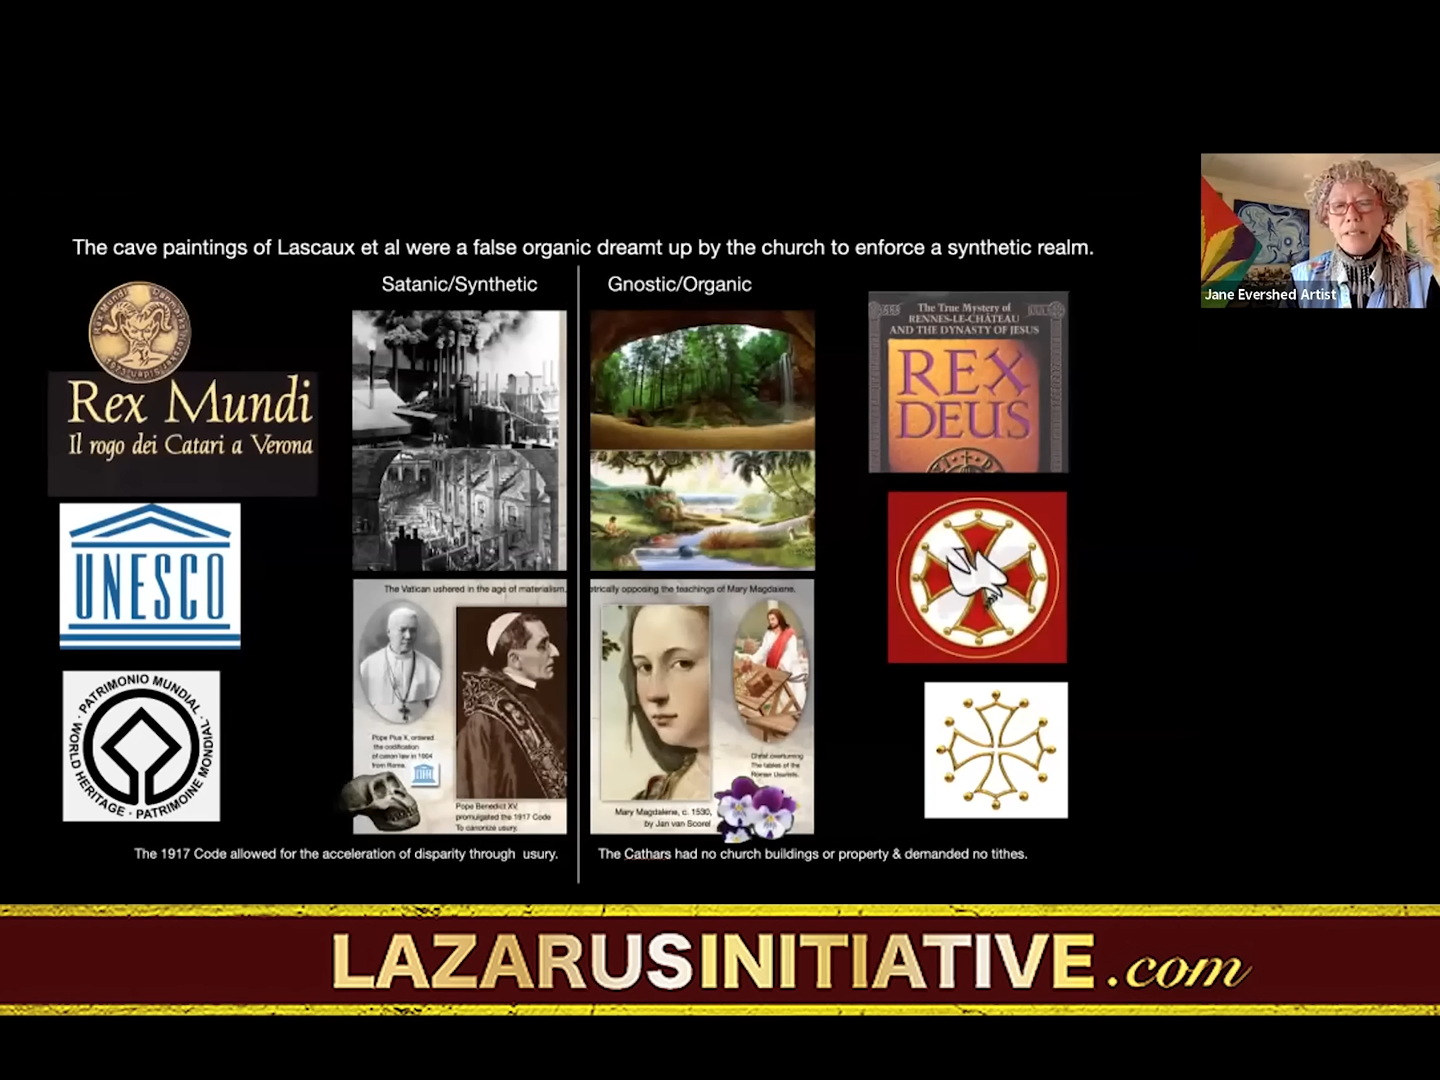 The cave paintings of Lascaux et al were a false organic dreamt up by the church to enforce a synthetic realm.
Satanic/Synthetic
Gnostic/Organic
Rex Mundi
Il rogo dei Catari a Verona
UNESCO
PATRIMONIO MUNDIAL · WORLD HERITAGE · PATRIMOINE MONDIAL ·
The Vatican ushered in the age of materialism,
etrically opposing the teachings of Mary Magdalene.
Pope Pius X, ordered
the codification
of canon law in 1904
from Rome.
Pope Benedict XV,
promulgated the 1917 Code
To canonize usury.
Mary Magdalene, c. 1530,
by Jan van Scorel
Christ overturning
The tables of the
Roman Usurists.
The 1917 Code allowed for the acceleration of disparity through usury.
The Cathars had no church buildings or property & demanded no tithes.
The True Mystery of
RENNES-LE-CHÂTEAU
AND THE DYNASTY OF JESUS
REX
DEUS
Jane Evershed Artist
LAZARUSINITIATIVE.com